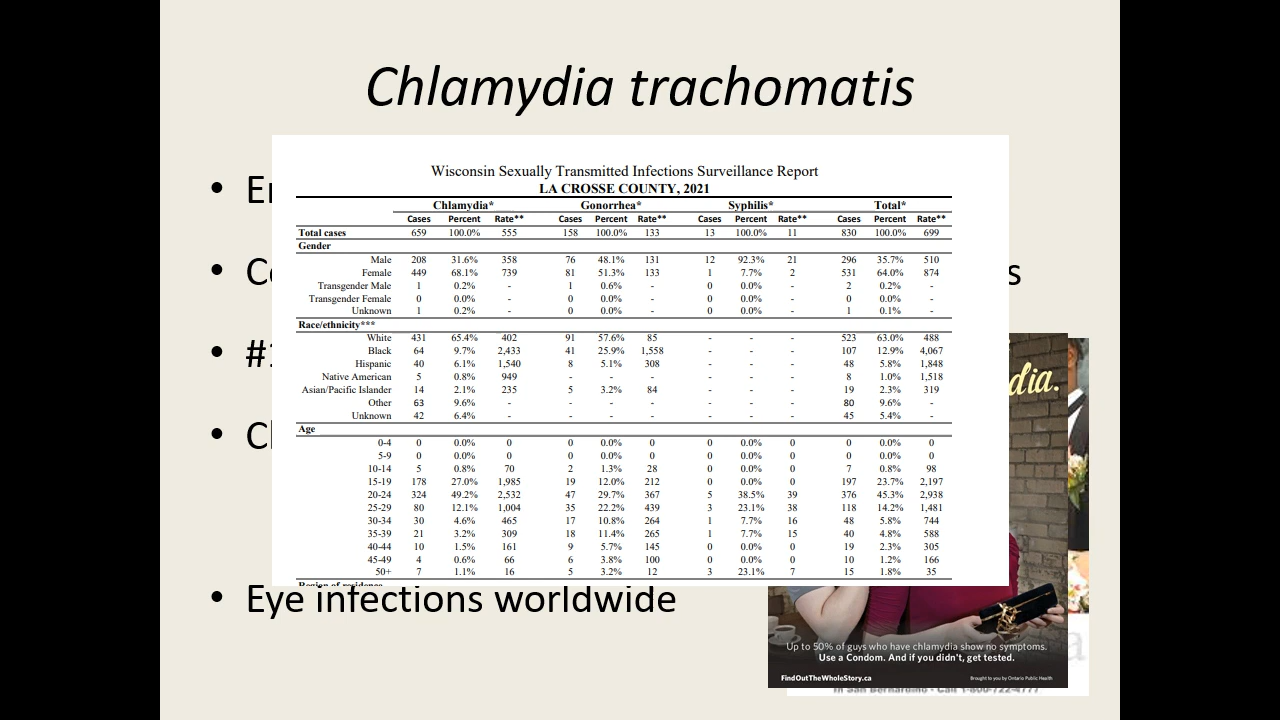 Chlamydia trachomatis
Wisconsin Sexually Transmitted Infections Surveillance Report
LA CROSSE COUNTY, 2021
Chlamydia* Gonorrhea* Syphilis* Total*
Cases Percent Rate** Cases Percent Rate** Cases Percent Rate** Cases Percent Rate**
Total cases 659 100.0% 555 158 100.0% 133 13 100.0% 11 830 100.0% 699
Gender
Male 208 31.6% 358 76 48.1% 131 12 92.3% 21 296 35.7% 510
Female 449 68.1% 739 81 51.3% 133 1 7.7% 2 531 64.0% 874
Transgender Male 1 0.2% - 1 0.6% - 0 0.0% - 2 0.2% -
Transgender Female 0 0.0% - 0 0.0% - 0 0.0% - 0 0.0% -
Unknown 1 0.2% - 0 0.0% - 0 0.0% - 1 0.1% -
Race/ethnicity***
White 431 65.4% 402 91 57.6% 85 - - - 523 63.0% 488
Black 64 9.7% 2,433 41 25.9% 1,558 - - - 107 12.9% 4,067
Hispanic 40 6.1% 1,540 8 5.1% 308 - - - 48 5.8% 1,848
Native American 5 0.8% 949 - - - - - - 8 1.0% 1,518
Asian/Pacific Islander 14 2.1% 235 5 3.2% 84 - - - 19 2.3% 319
Other 63 9.6% - - - - - - - 80 9.6% -
Unknown 42 6.4% - - - - - - - 45 5.4% -
Age
0-4 0 0.0% 0 0 0.0% 0 0 0.0% 0 0 0.0% 0
5-9 0 0.0% 0 0 0.0% 0 0 0.0% 0 0 0.0% 0
10-14 5 0.8% 70 2 1.3% 28 0 0.0% 0 7 0.8% 98
15-19 178 27.0% 1,985 19 12.0% 212 0 0.0% 0 197 23.7% 2,197
20-24 324 49.2% 2,532 47 29.7% 367 5 38.5% 39 376 45.3% 2,938
25-29 80 12.1% 1,004 35 22.2% 439 3 23.1% 38 118 14.2% 1,481
30-34 30 4.6% 465 17 10.8% 264 1 7.7% 16 48 5.8% 744
35-39 21 3.2% 309 18 11.4% 265 1 7.7% 15 40 4.8% 588
40-44 10 1.5% 161 9 5.7% 145 0 0.0% 0 19 2.3% 305
45-49 4 0.6% 66 6 3.8% 100 0 0.0% 0 10 1.2% 166
50+ 7 1.1% 16 5 3.2% 12 3 23.1% 7 15 1.8% 35
Region of residence
• Eye infections worldwide
dia.
Up to 50% of guys who have chlamydia show no symptoms.
Use a Condom. And if you didn't, get tested.
FindOutTheWholeStory.ca Brought to you by Ontario Public Health
In San Bernardino - Call 1-800-722-4777